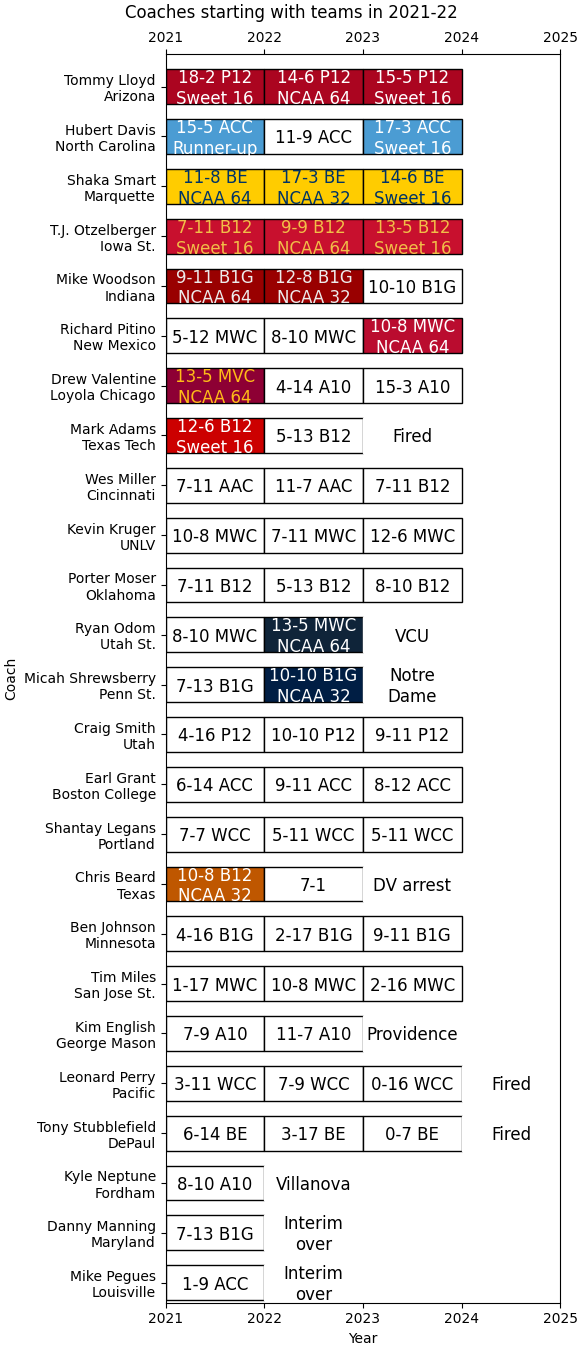 Coaches starting with teams in 2021-22
2021 2022 2023 2024 2025
Tommy Lloyd
Arizona
18-2 P12
Sweet 16
14-6 P12
NCAA 64
15-5 P12
Sweet 16
Hubert Davis
North Carolina
15-5 ACC
Runner-up
11-9 ACC
17-3 ACC
Sweet 16
Shaka Smart
Marquette
11-8 BE
NCAA 64
17-3 BE
NCAA 32
14-6 BE
Sweet 16
T.J. Otzelberger
Iowa St.
7-11 B12
Sweet 16
9-9 B12
NCAA 64
13-5 B12
Sweet 16
Mike Woodson
Indiana
9-11 B1G
NCAA 64
12-8 B1G
NCAA 32
10-10 B1G
Richard Pitino
New Mexico
5-12 MWC
8-10 MWC
10-8 MWC
NCAA 64
Drew Valentine
Loyola Chicago
13-5 MVC
NCAA 64
4-14 A10
15-3 A10
Mark Adams
Texas Tech
12-6 B12
Sweet 16
5-13 B12
Fired
Wes Miller
Cincinnati
7-11 AAC
11-7 AAC
7-11 B12
Kevin Kruger
UNLV
10-8 MWC
7-11 MWC
12-6 MWC
Porter Moser
Oklahoma
7-11 B12
5-13 B12
8-10 B12
Ryan Odom
Utah St.
8-10 MWC
13-5 MWC
NCAA 64
VCU
Micah Shrewsberry
Penn St.
7-13 B1G
10-10 B1G
NCAA 32
Notre
Dame
Craig Smith
Utah
4-16 P12
10-10 P12
9-11 P12
Earl Grant
Boston College
6-14 ACC
9-11 ACC
8-12 ACC
Shantay Legans
Portland
7-7 WCC
5-11 WCC
5-11 WCC
Chris Beard
Texas
10-8 B12
NCAA 32
7-1
DV arrest
Ben Johnson
Minnesota
4-16 B1G
2-17 B1G
9-11 B1G
Tim Miles
San Jose St.
1-17 MWC
10-8 MWC
2-16 MWC
Kim English
George Mason
7-9 A10
11-7 A10
Providence
Leonard Perry
Pacific
3-11 WCC
7-9 WCC
0-16 WCC
Fired
Tony Stubblefield
DePaul
6-14 BE
3-17 BE
0-7 BE
Fired
Kyle Neptune
Fordham
8-10 A10
Villanova
Danny Manning
Maryland
7-13 B1G
Interim
over
Mike Pegues
Louisville
1-9 ACC
Interim
over
2021 2022 2023 2024 2025
Year
Coach